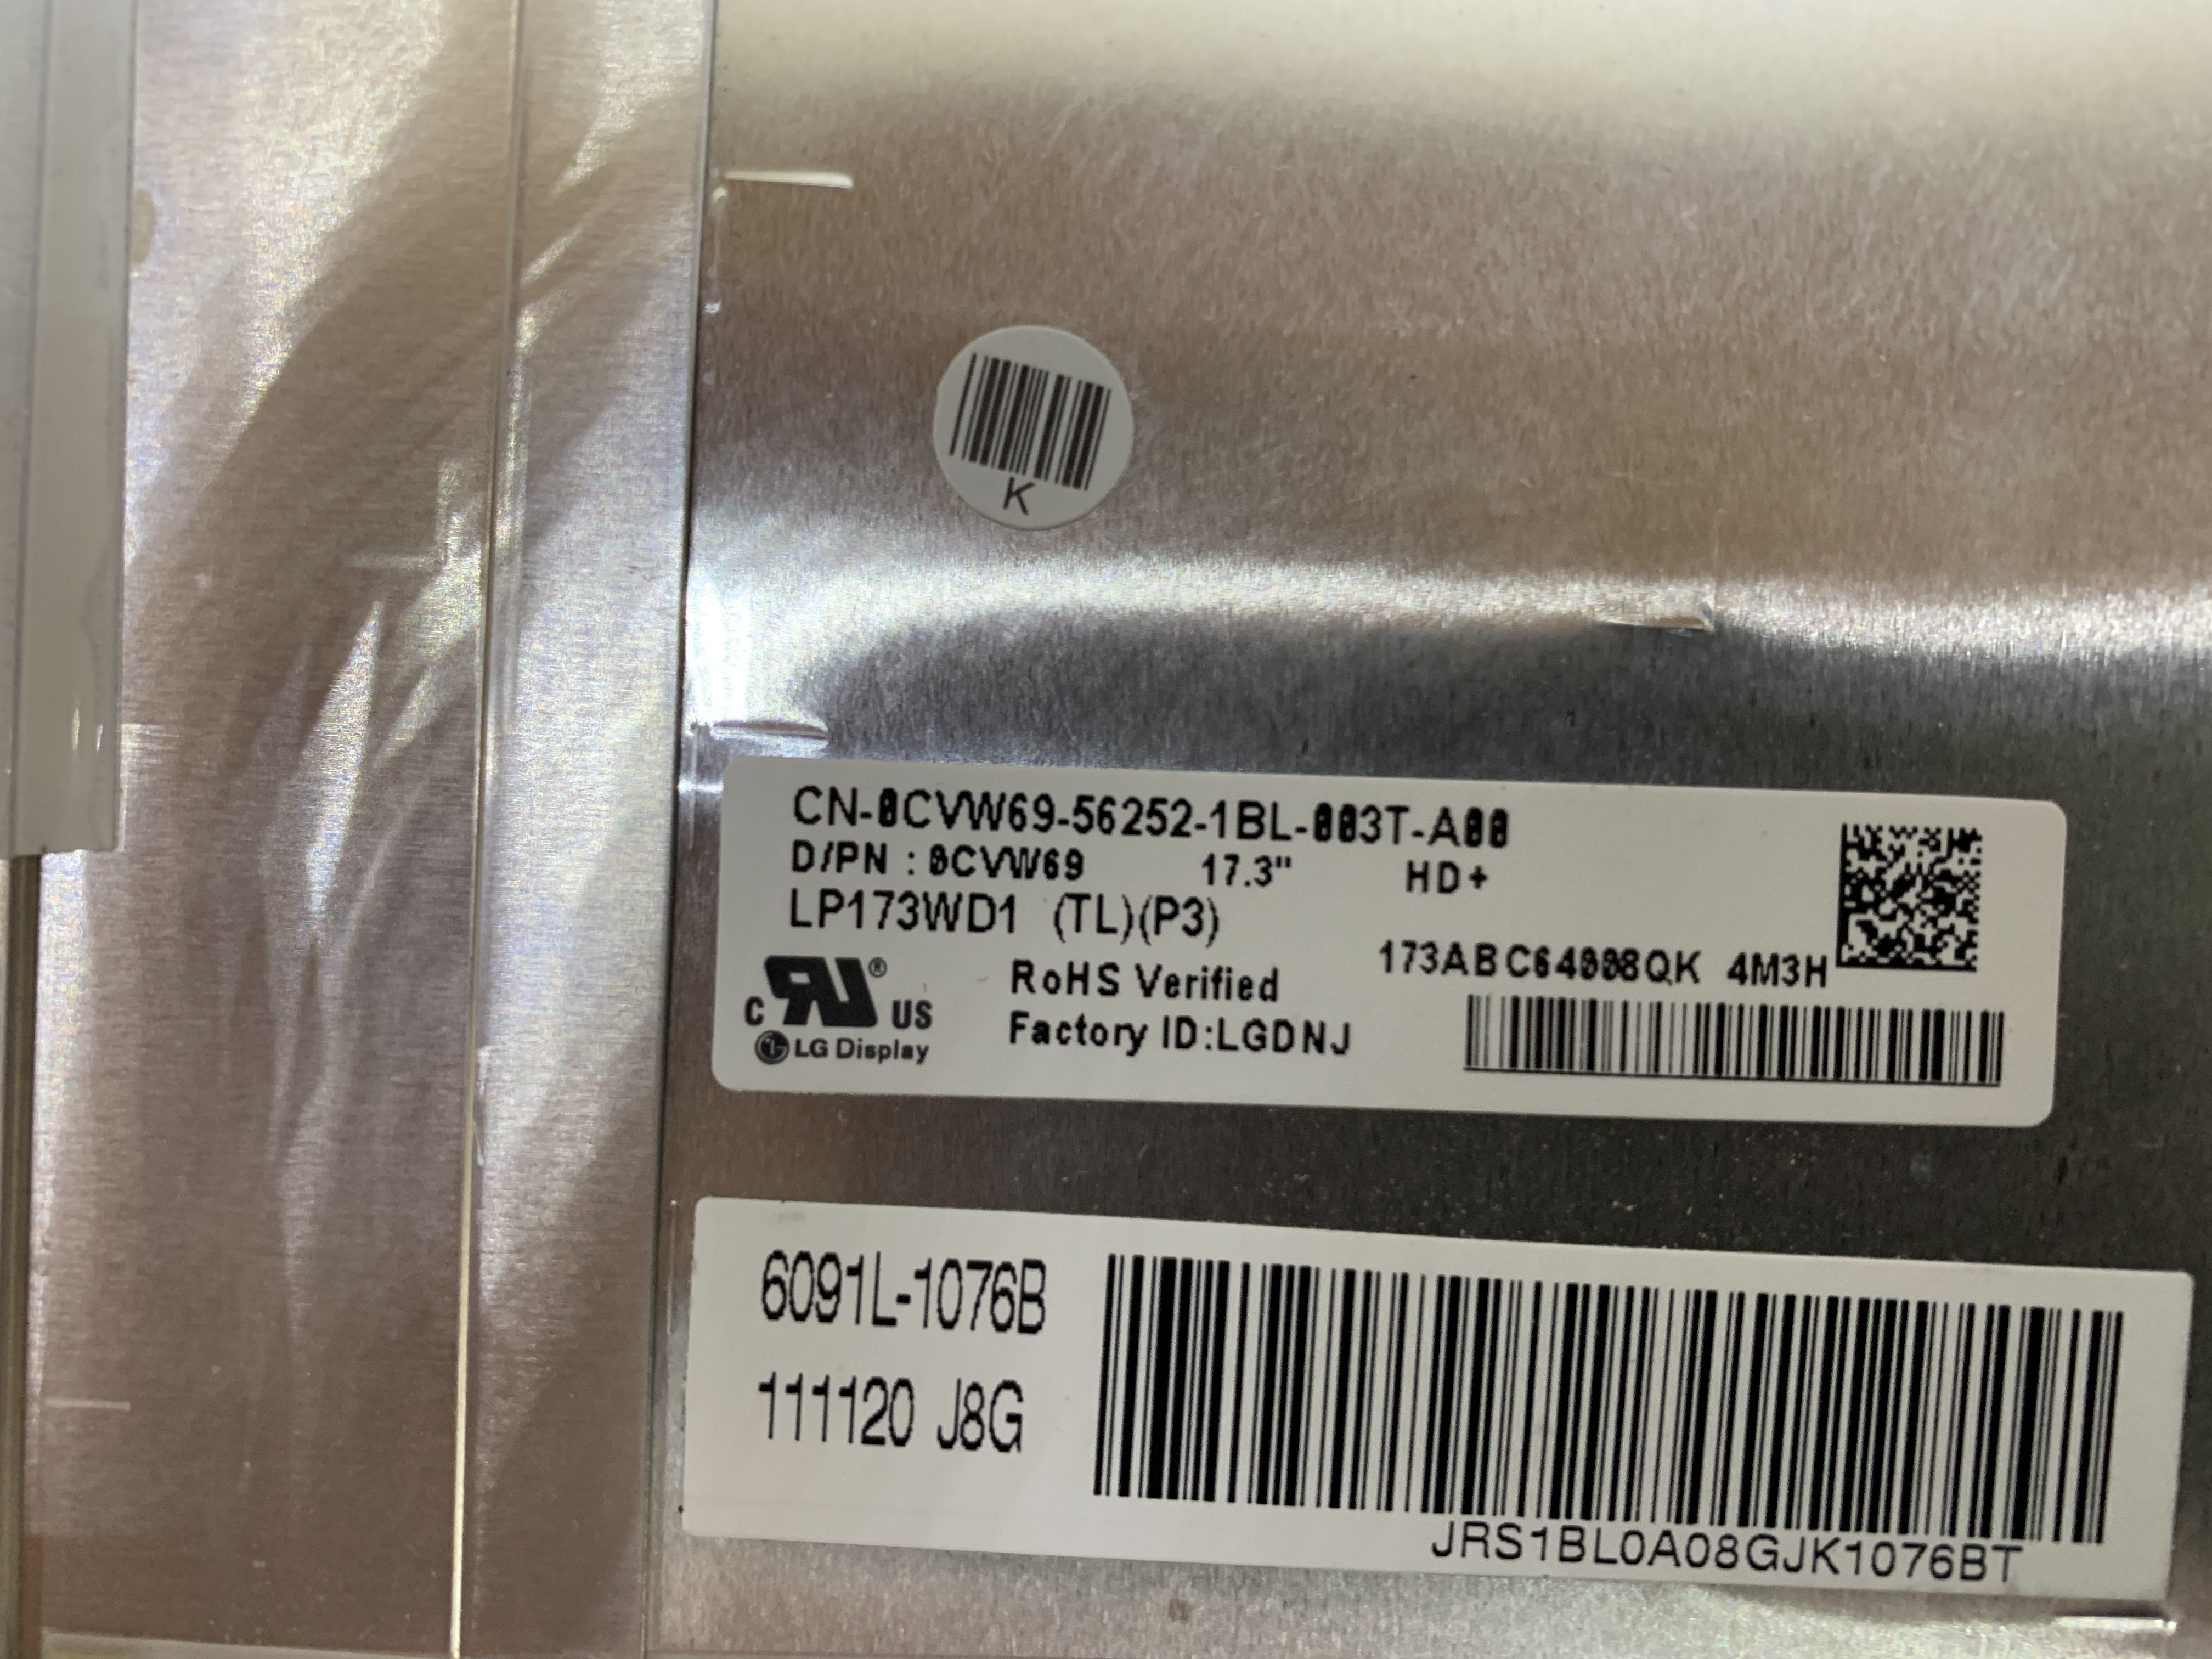 K
CN-0CVW69-56252-1BL-003T-A00
D/PN : 0CVW69 17.3" HD+
LP173WD1 (TL)(P3)
173ABC64008QK 4M3H
C RU ® US
RoHS Verified
Factory ID:LGDNJ
LG Display
6091L-1076B
111120 J8G
JRS1BL0A08GJK1076BT